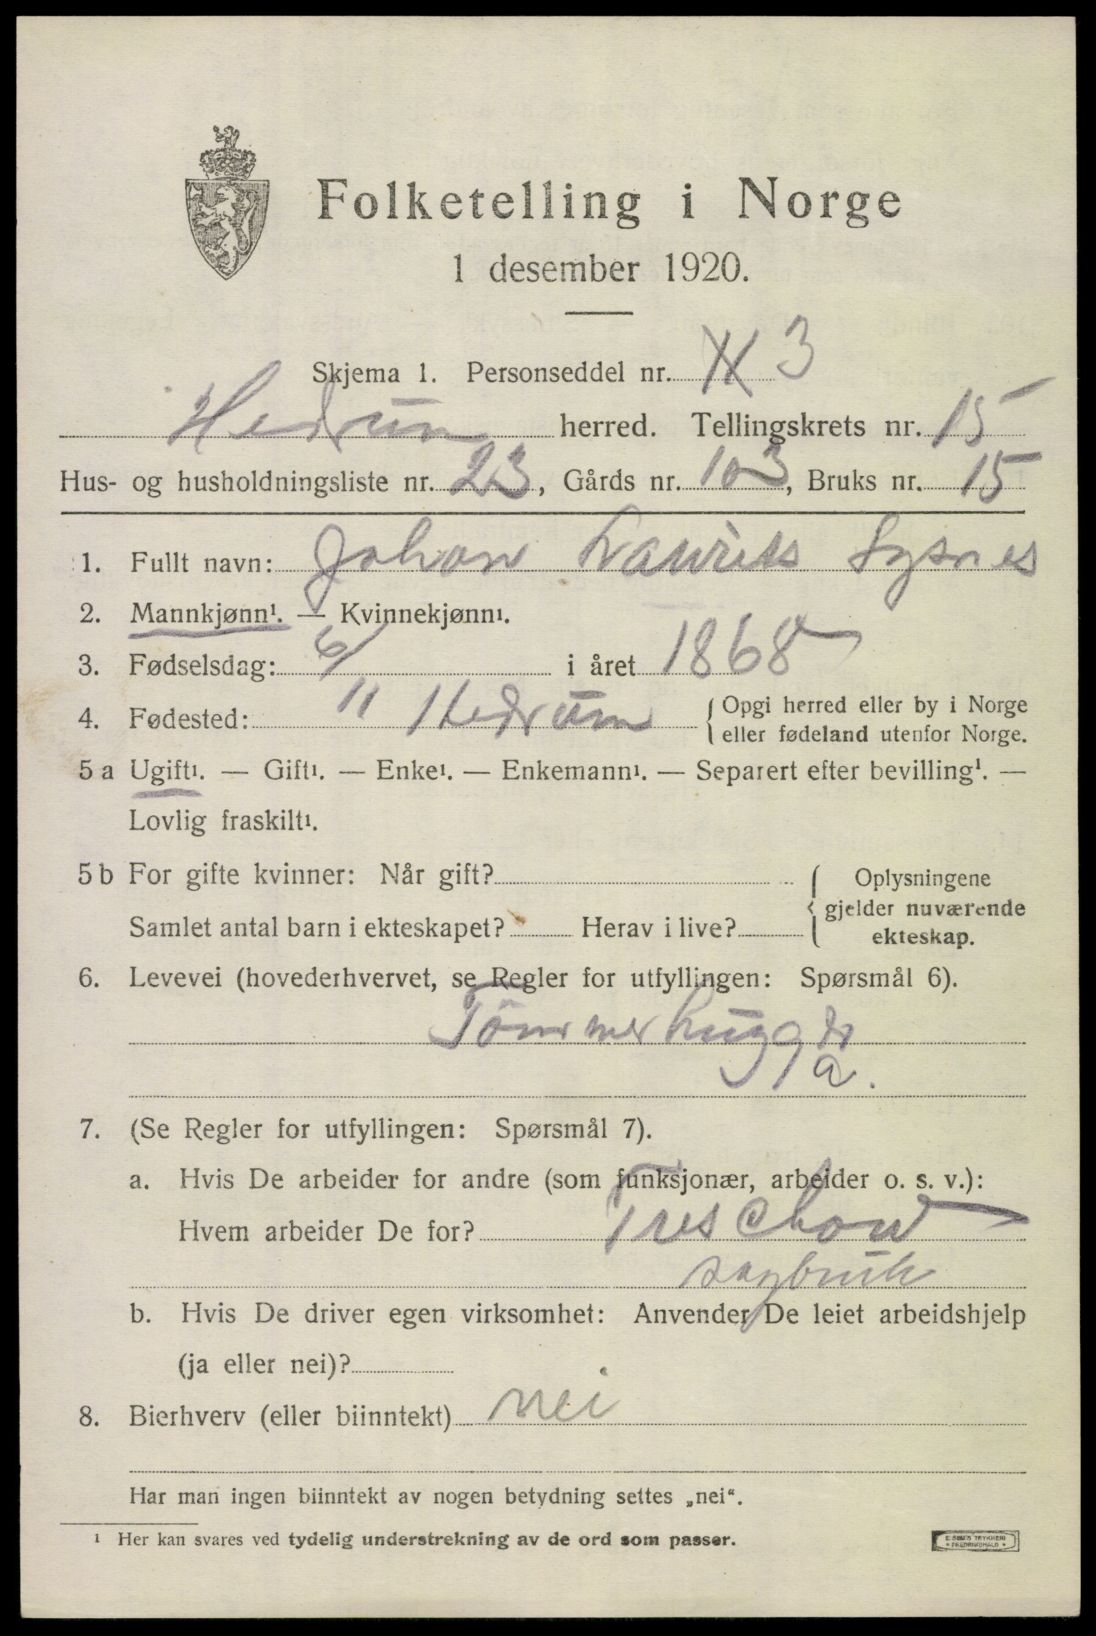 Folketelling i Norge
1 desember 1920.
Skjema 1. Personseddel nr. 3
Hedrum herred. Tellingskrets nr. 15
Hus- og husholdningsliste nr. 23, Gårds nr. 103, Bruks nr. 15
1. Fullt navn: Johan Laurits Sysnes
2. Mannkjønn¹. — Kvinnekjønn¹.
3. Fødselsdag: 6/11 i året 1868
4. Fødested: Hedrum { Opgi herred eller by i Norge
eller fødeland utenfor Norge.
5 a Ugift¹. — Gift¹. — Enke¹. — Enkemann¹. — Separert efter bevilling¹. —
Lovlig fraskilt¹.
5 b For gifte kvinner: Når gift? { Oplysningene
gjelder nuværende
Samlet antal barn i ekteskapet? Herav i live? ekteskap.
6. Levevei (hovederhvervet, se Regler for utfyllingen: Spørsmål 6).
Tømmerhugger
a.
7. (Se Regler for utfyllingen: Spørsmål 7).
a. Hvis De arbeider for andre (som funksjonær, arbeider o. s. v.):
Hvem arbeider De for? Treschow
sagbruk
b. Hvis De driver egen virksomhet: Anvender De leiet arbeidshjelp
(ja eller nei)?
8. Bierhverv (eller biinntekt) nei
Har man ingen biinntekt av nogen betydning settes „nei“.
¹ Her kan svares ved tydelig understrekning av de ord som passer.